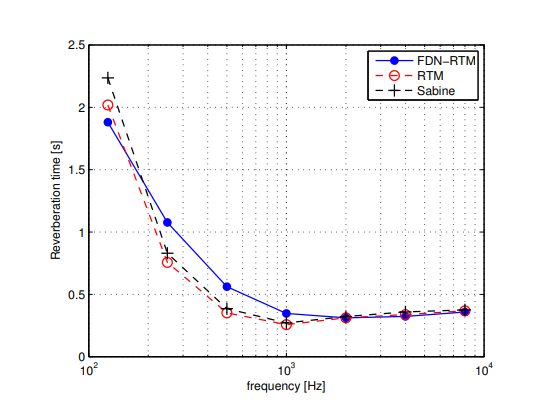 2.5
2
1.5
1
0.5
0
Reverberation time [s]
FDN-RTM
RTM
Sabine
10^2
10^3
10^4
frequency [Hz]